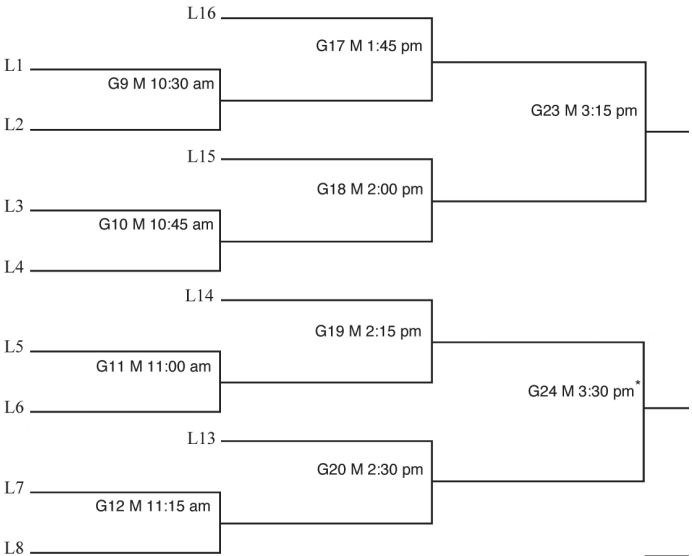 L16
G17 M 1:45 pm
L1
G9 M 10:30 am
G23 M 3:15 pm
L2
L15
G18 M 2:00 pm
L3
G10 M 10:45 am
L4
L14
G19 M 2:15 pm
L5
G11 M 11:00 am
G24 M 3:30 pm*
L6
L13
G20 M 2:30 pm
L7
G12 M 11:15 am
L8